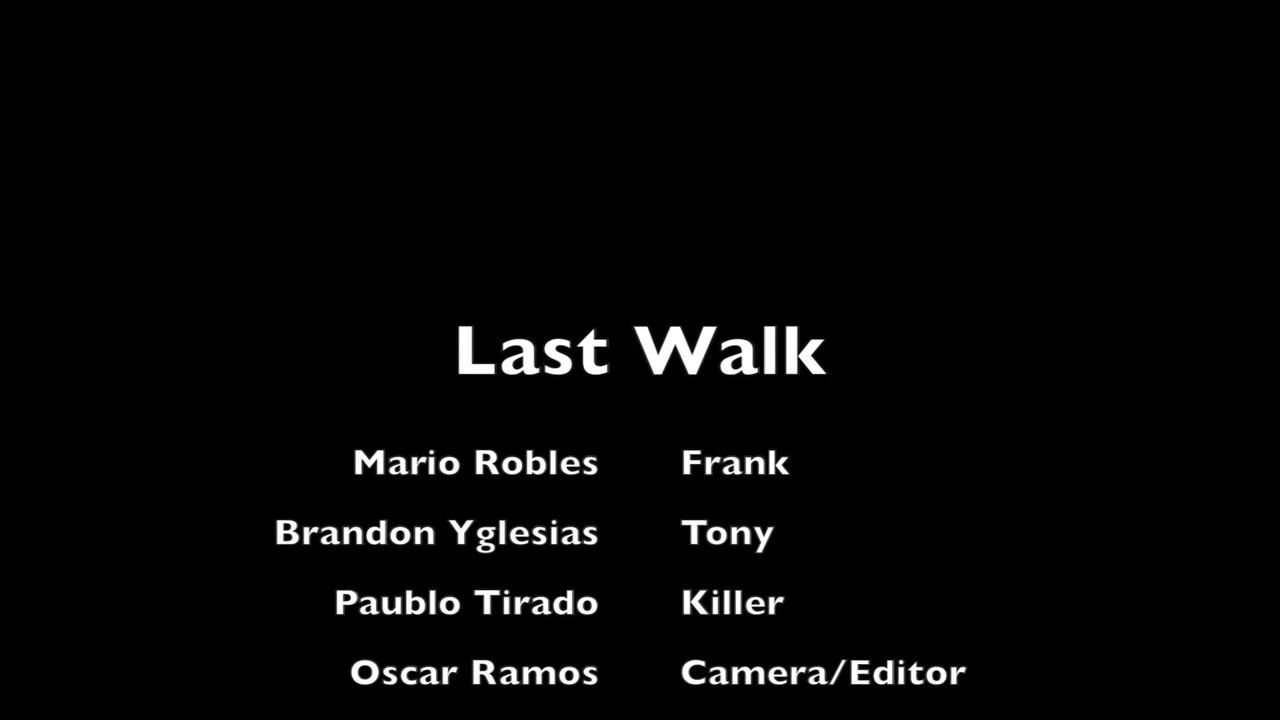 Last Walk
Mario Robles Frank
Brandon Yglesias Tony
Paublo Tirado Killer
Oscar Ramos Camera/Editor